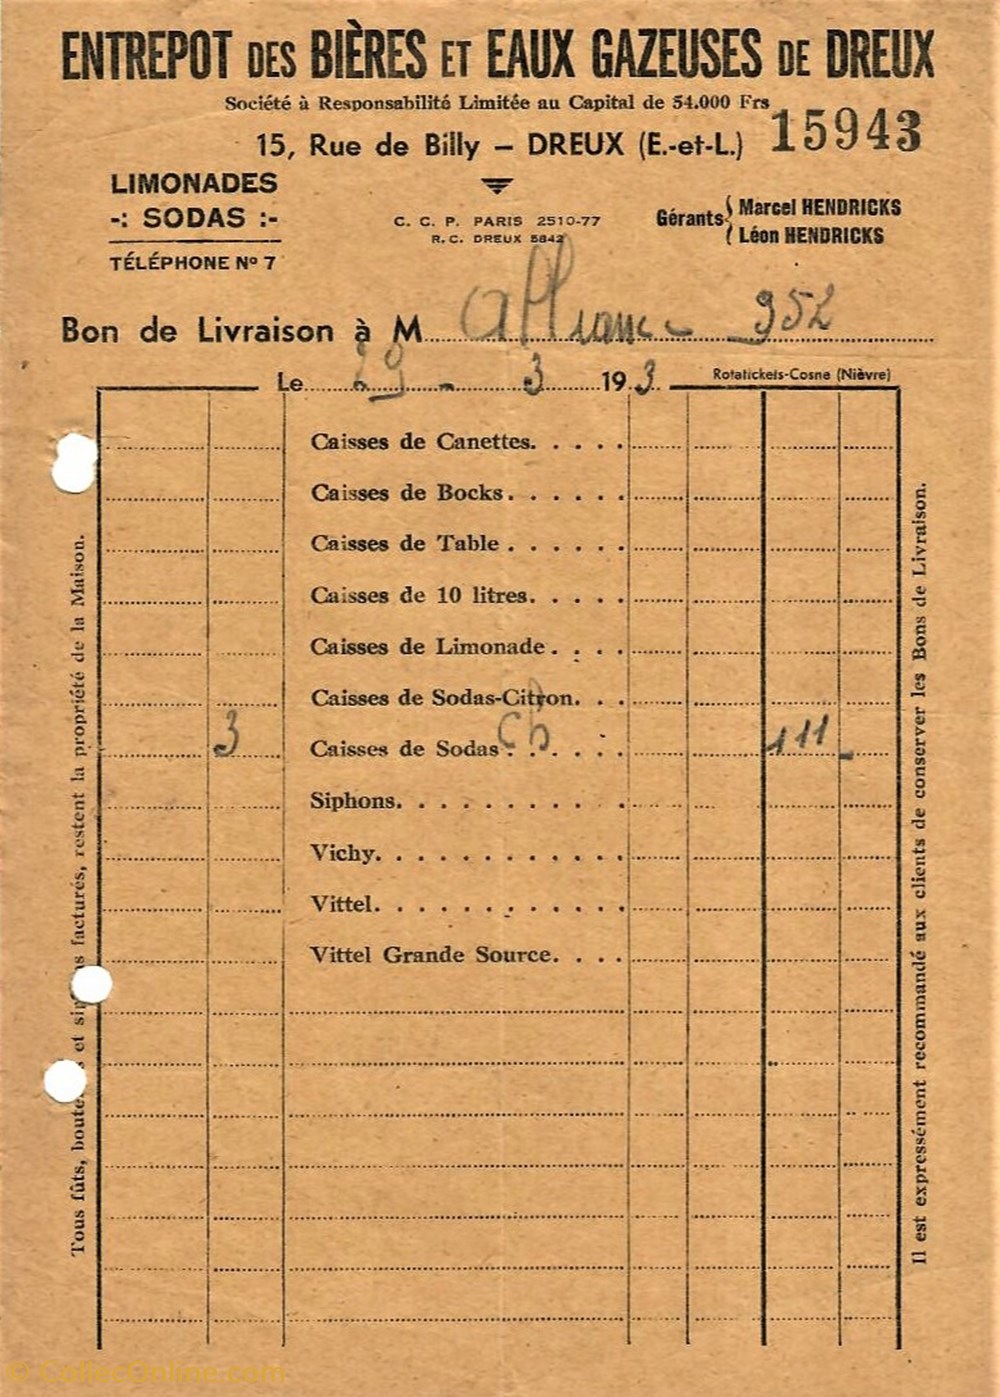 ENTREPOT DES BIÈRES ET EAUX GAZEUSES DE DREUX
Société à Responsabilité Limitée au Capital de 54.000 Frs
15, Rue de Billy – DREUX (E.-et-L.) 15943
LIMONADES
-: SODAS :-
TÉLÉPHONE Nº 7
C. C. P. PARIS 2510-77
R.C. DREUX 5842
Gérants { Marcel HENDRICKS
Léon HENDRICKS
Bon de Livraison à M 952
Le 29 - 3 193
Rotatickets-Cosne (Nièvre)
Caisses de Canettes. . . . .
Caisses de Bocks. . . . . .
Caisses de Table . . . . . .
Caisses de 10 litres. . . . .
Caisses de Limonade. . . .
Caisses de Sodas-Citron. . .
3 Caisses de Sodas . . . . . . 111 -
Siphons. . . . . . . . . . .
Vichy. . . . . . . . . . . .
Vittel. . . . . . . . . . . .
Vittel Grande Source. . . .
Tous fûts, et facturés, restent la propriété de la Maison.
Il est expressément recommandé aux clients de conserver les Bons de Livraison.
© CollecOnline.com